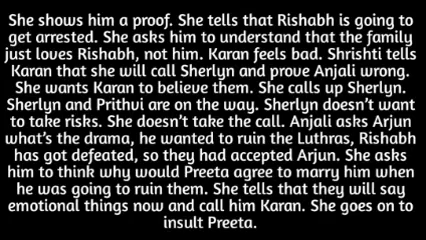 She shows him a proof. She tells that Rishabh is going to
get arrested. She asks him to understand that the family
just loves Rishabh, not him. Karan feels bad. Shrishti tells
Karan that she will call Sherlyn and prove Anjali wrong.
She wants Karan to believe them. She calls up Sherlyn.
Sherlyn and Prithvi are on the way. Sherlyn doesn’t want
to take risks. She doesn’t take the call. Anjali asks Arjun
what’s the drama, he wanted to ruin the Luthras, Rishabh
has got defeated, so they had accepted Arjun. She asks
him to think why would Preeta agree to marry him when
he was going to ruin them. She tells that they will say
emotional things now and call him Karan. She goes on to
insult Preeta.